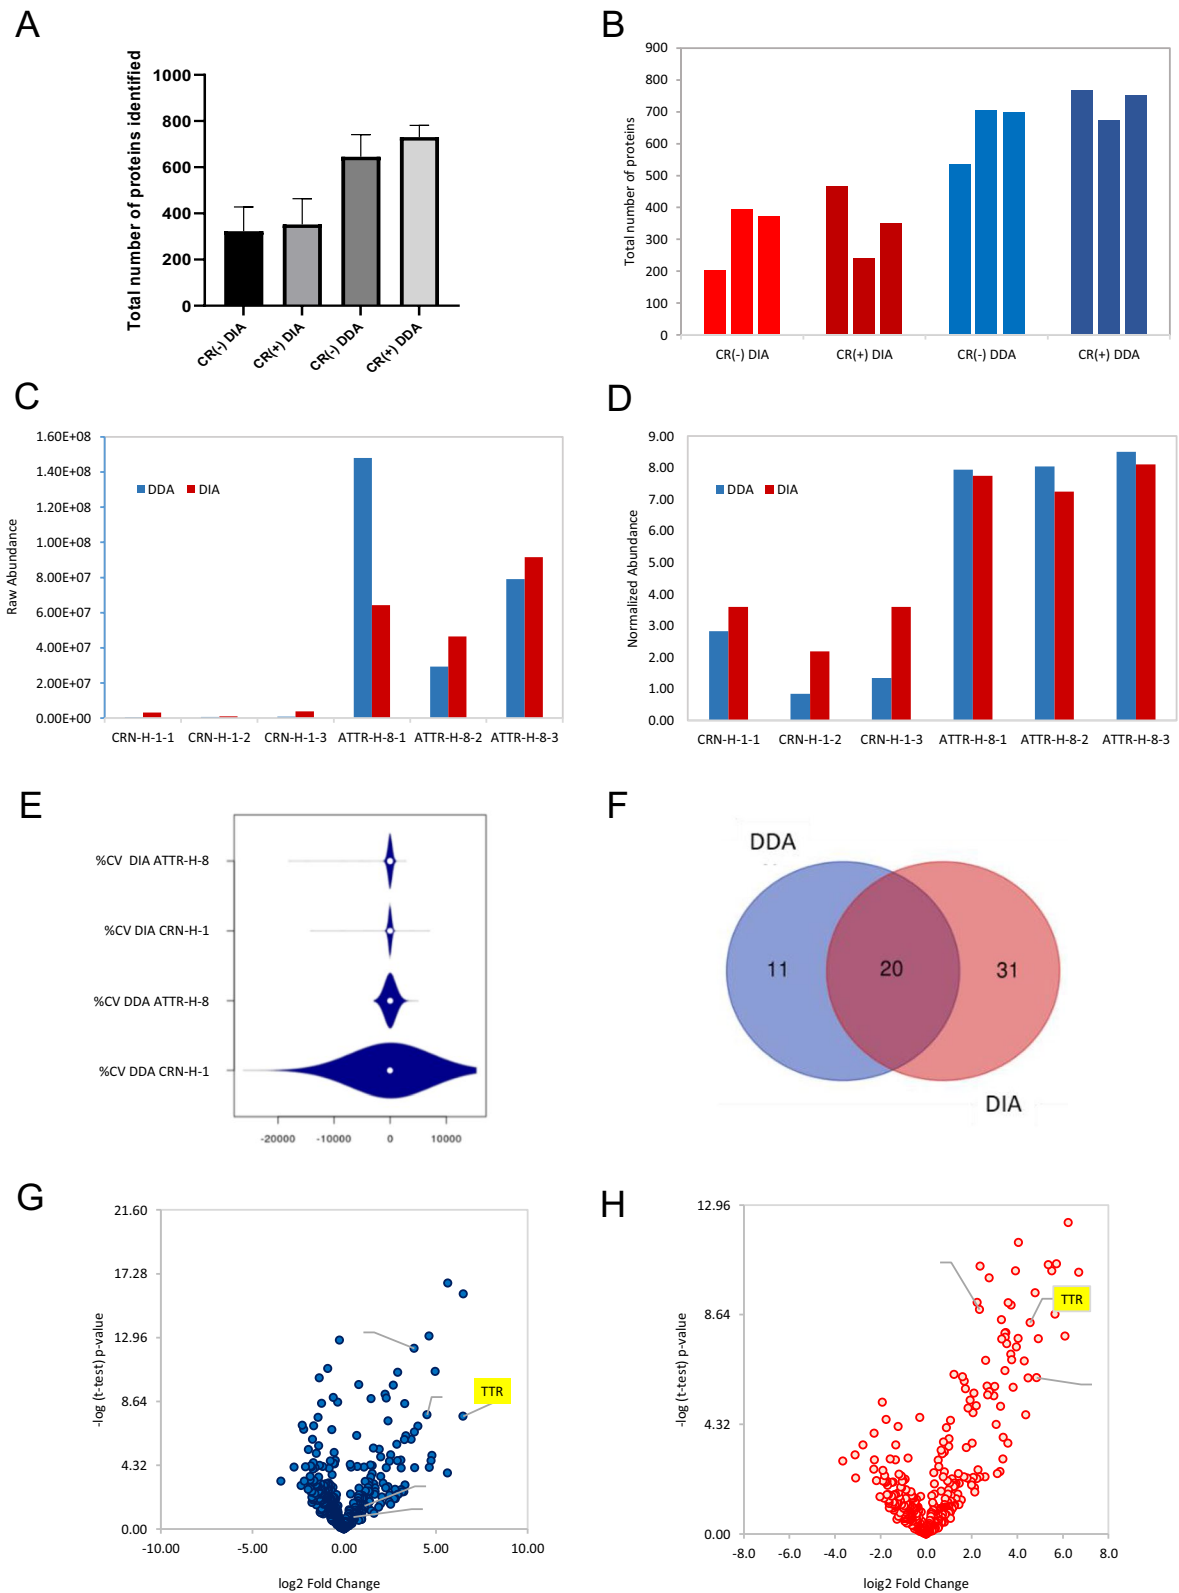 A
Total number of proteins identified
1000
800
600
400
200
0
CR(-) DIA
CR(+) DIA
CR(-) DDA
CR(+) DDA
B
Total number of proteins
900
800
700
600
500
400
300
200
100
0
CR(-) DIA
CR(+) DIA
CR(-) DDA
CR(+) DDA
C
Raw Abundance
1.60E+08
1.40E+08
1.20E+08
1.00E+08
8.00E+07
6.00E+07
4.00E+07
2.00E+07
0.00E+00
DDA DIA
CRN-H-1-1 CRN-H-1-2 CRN-H-1-3 ATTR-H-8-1 ATTR-H-8-2 ATTR-H-8-3
D
Normalized Abundance
9.00
8.00
7.00
6.00
5.00
4.00
3.00
2.00
1.00
0.00
DDA DIA
CRN-H-1-1 CRN-H-1-2 CRN-H-1-3 ATTR-H-8-1 ATTR-H-8-2 ATTR-H-8-3
E
%CV DIA ATTR-H-8
%CV DIA CRN-H-1
%CV DDA ATTR-H-8
%CV DDA CRN-H-1
-20000 -10000 0 10000
F
DDA
11 20 31
DIA
G
-log (t-test) p-value
21.60
17.28
12.96
8.64
4.32
0.00
TTR
-10.00 -5.00 0.00 5.00 10.00
log2 Fold Change
H
-log (t-test) p-value
12.96
8.64
4.32
0.00
TTR
-8.0 -6.0 -4.0 -2.0 0.0 2.0 4.0 6.0 8.0
loig2 Fold Change